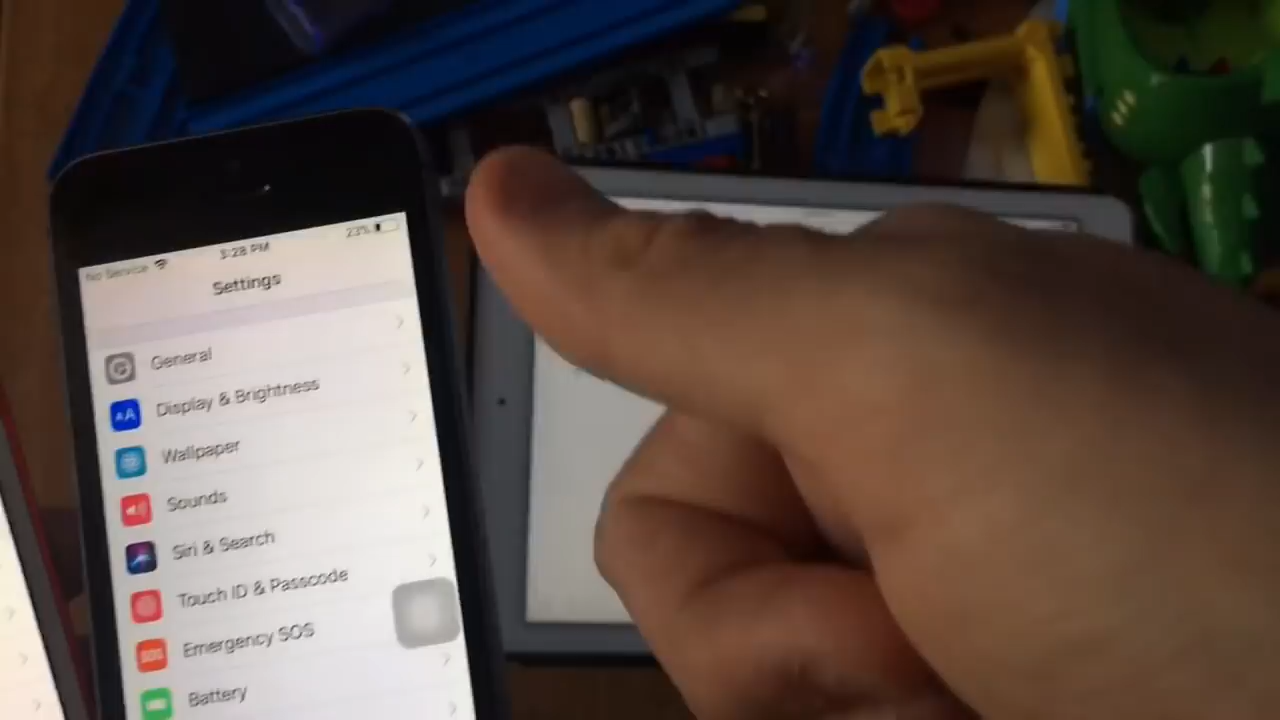 No Service 3:28 PM 23%
Settings
General
AA Display & Brightness
Wallpaper
Sounds
Siri & Search
Touch ID & Passcode
SOS Emergency SOS
Battery